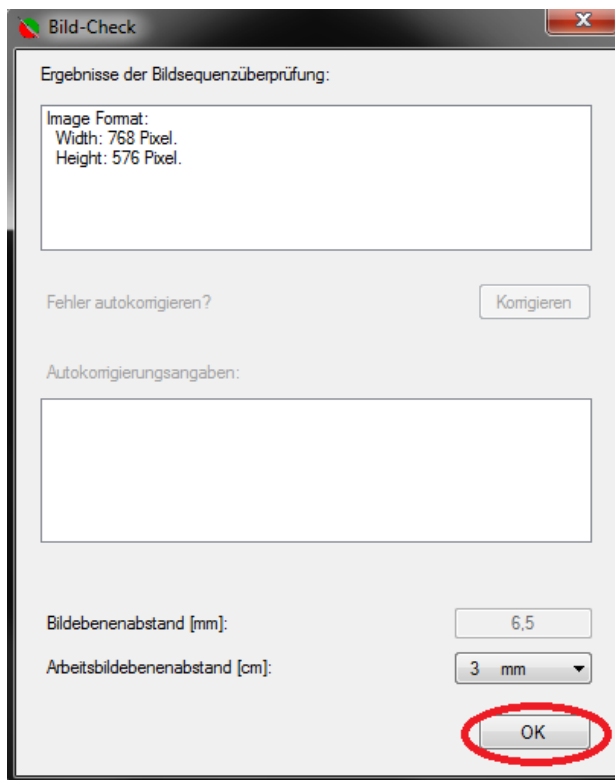 Bild-Check
Ergebnisse der Bildsequenzüberprüfung:
Image Format:
Width: 768 Pixel.
Height: 576 Pixel.
Fehler autokorrigieren?
Korrigieren
Autokorrigierungsangaben:
Bildebenenabstand [mm]:
6,5
Arbeitsbildebenenabstand [cm]:
3 mm
OK